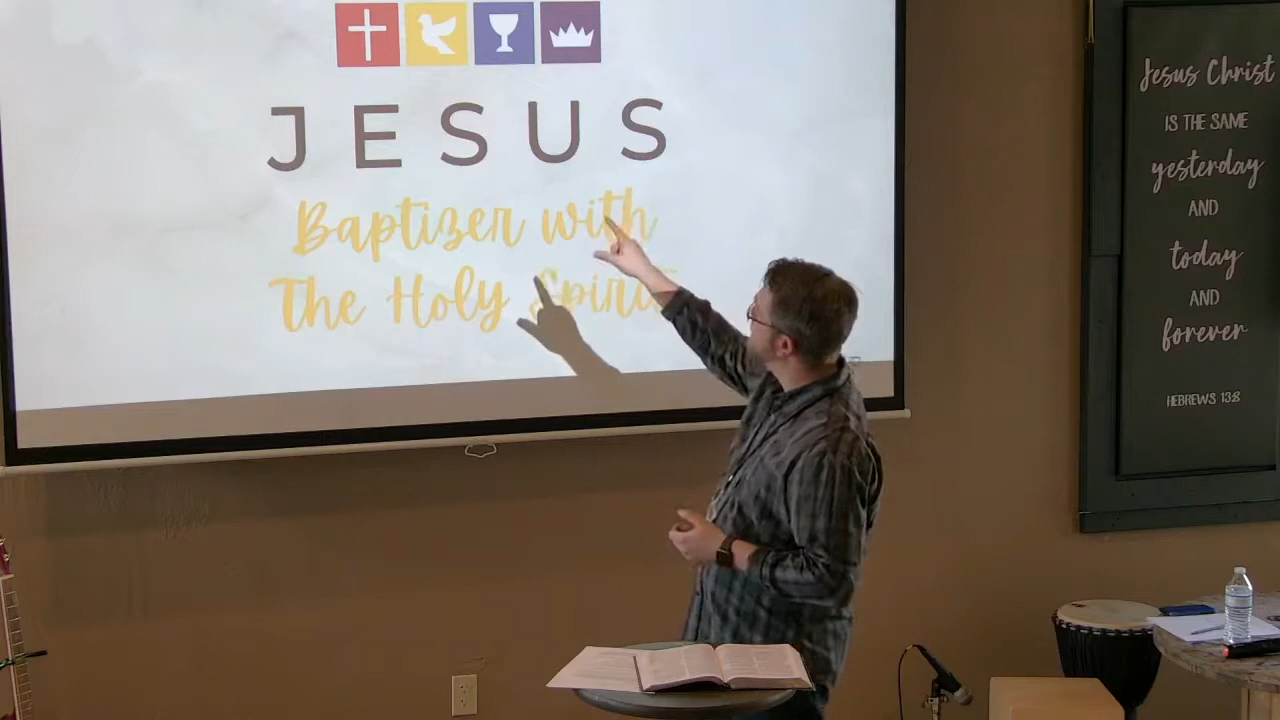 JESUS
Baptizer with
The Holy Spirit
Jesus Christ
IS THE SAME
yesterday
AND
today
AND
forever
HEBREWS 13:8